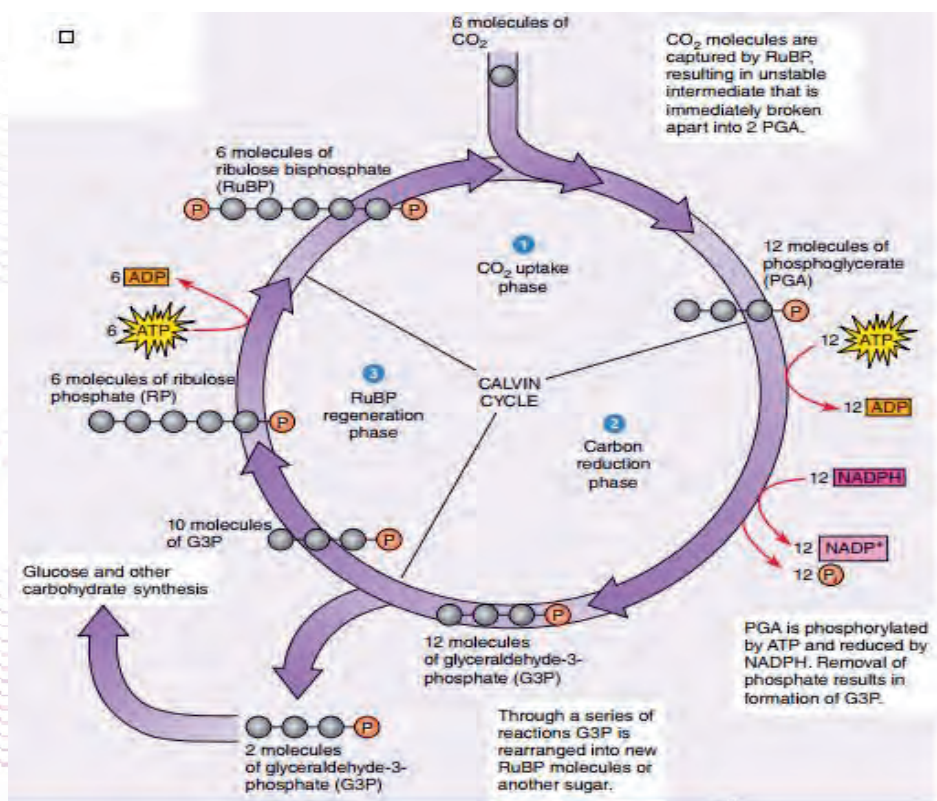 6 molecules of
CO2
CO2 molecules are
captured by RuBP,
resulting in unstable
intermediate that is
immediately broken
apart into 2 PGA.
6 molecules of
ribulose bisphosphate
(RuBP)
P
P
1
CO2 uptake
phase
12 molecules of
phosphoglycerate
(PGA)
P
6 ADP
6 ATP
12 ATP
12 ADP
6 molecules of ribulose
phosphate (RP)
P
3
RuBP
regeneration
phase
CALVIN
CYCLE
2
Carbon
reduction
phase
12 NADPH
12 NADP+
12 Pi
10 molecules
of G3P
P
Glucose and other
carbohydrate synthesis
P
12 molecules
of glyceraldehyde-3-
phosphate (G3P)
PGA is phosphorylated
by ATP and reduced by
NADPH. Removal of
phosphate results in
formation of G3P.
P
2 molecules
of glyceraldehyde-3-
phosphate (G3P)
Through a series of
reactions G3P is
rearranged into new
RuBP molecules or
another sugar.